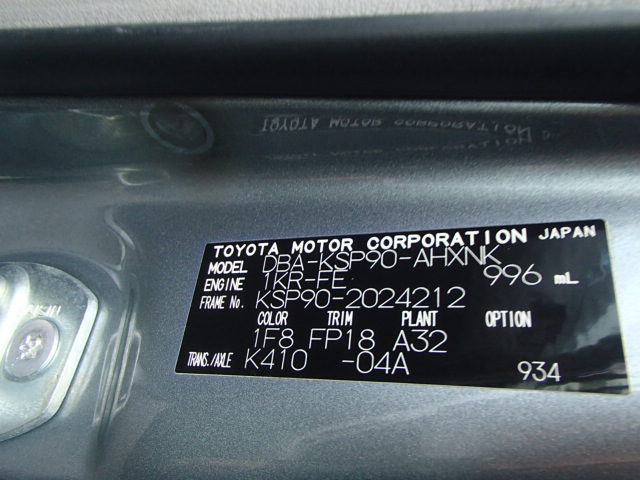 TOYOTA MOTOR CORPORATION JAPAN
MODEL DBA-KSP90-AHXNK
ENGINE 1KR-FE 996 mL
FRAME No. KSP90-2024212
COLOR TRIM PLANT OPTION
1F8 FP18 A32
TRANS./AXLE K410 -04A 934